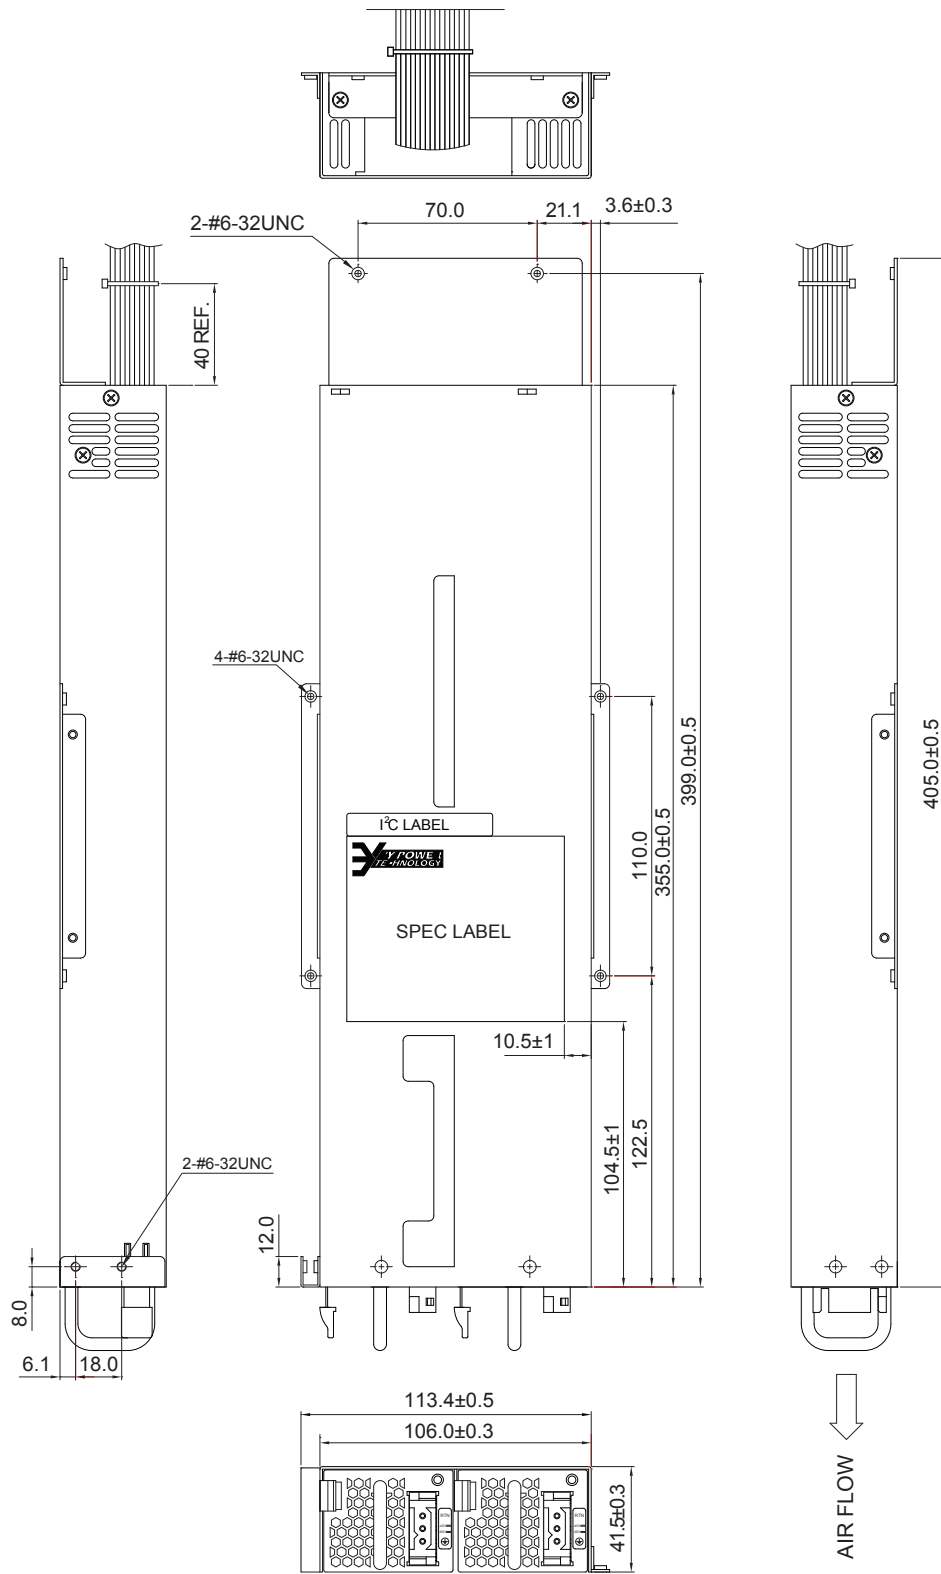 70.0
21.1
3.6±0.3
2-#6-32UNC
40 REF.
4-#6-32UNC
399.0±0.5
405.0±0.5
110.0
355.0±0.5
I²C LABEL
SPEC LABEL
10.5±1
104.5±1
122.5
2-#6-32UNC
12.0
8.0
6.1
18.0
113.4±0.5
106.0±0.3
41.5±0.3
RTN
RTN
AIR FLOW